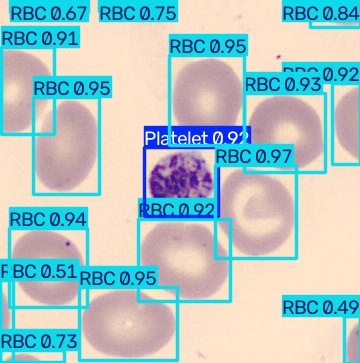 RBC 0.67 RBC 0.75 RBC 0.84
RBC 0.91
RBC 0.95
RBC 0.92
RBC 0.95
RBC 0.93
Platelet 0.92
RBC 0.97
RBC 0.92
RBC 0.94
RBC 0.51
RBC 0.95
RBC 0.49
RBC 0.73